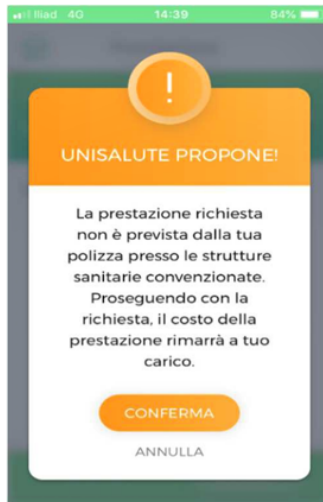 Iliad 4G 14:39 84%
!
UNISALUTE PROPONE!
La prestazione richiesta
non è prevista dalla tua
polizza presso le strutture
sanitarie convenzionate.
Proseguendo con la
richiesta, il costo della
prestazione rimarrà a tuo
carico.
CONFERMA
ANNULLA